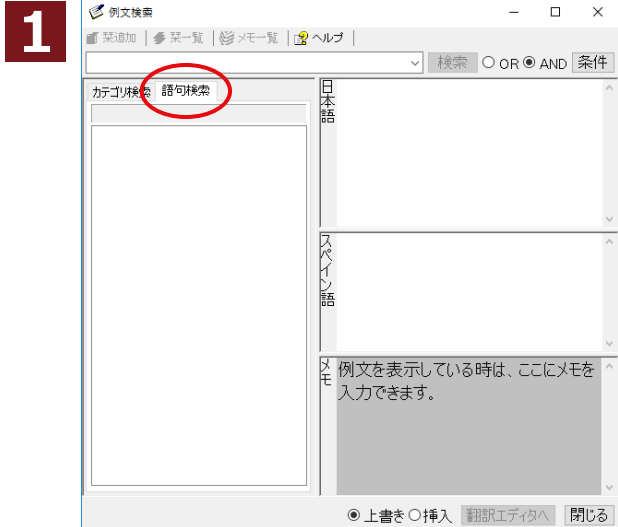 1
例文検索
栞追加 栞一覧 メモ一覧 ヘルプ
検索 OR AND 条件
カテゴリ検索 語句検索
日本語
スペイン語
メモ
例文を表示している時は、ここにメモを
入力できます。
上書き 挿入 翻訳エディタへ 閉じる